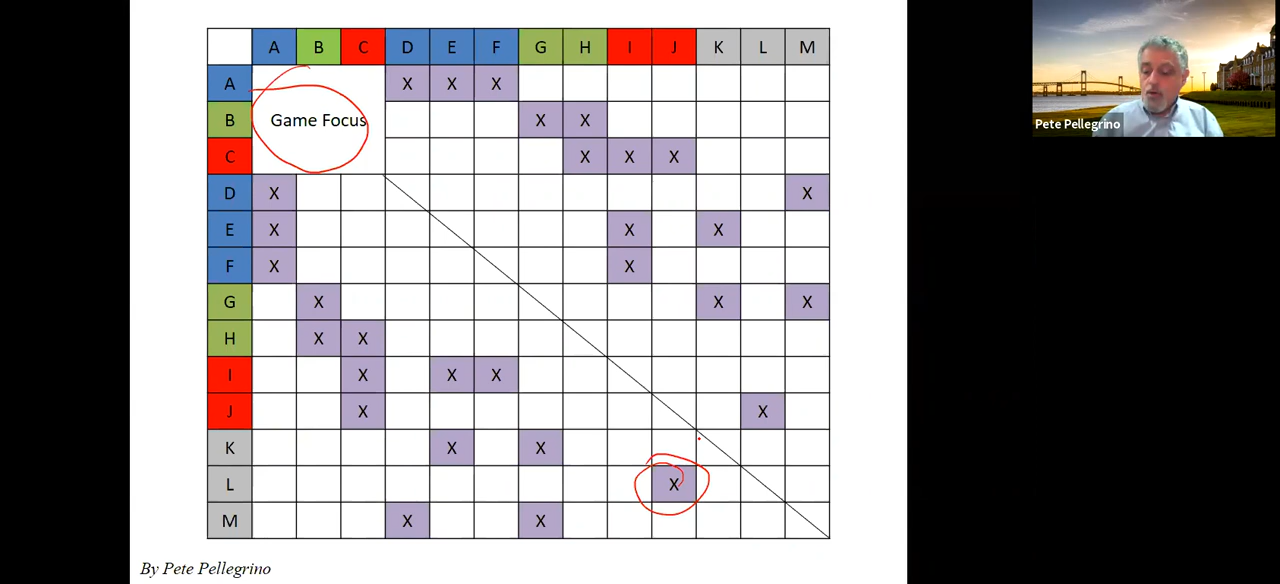 A B C D E F G H I J K L M
A X X X
B Game Focus X X
C X X X
D X X
E X X X
F X X
G X X X
H X X
I X X X
J X X
K X X
L X
M X X
By Pete Pellegrino
Pete Pellegrino